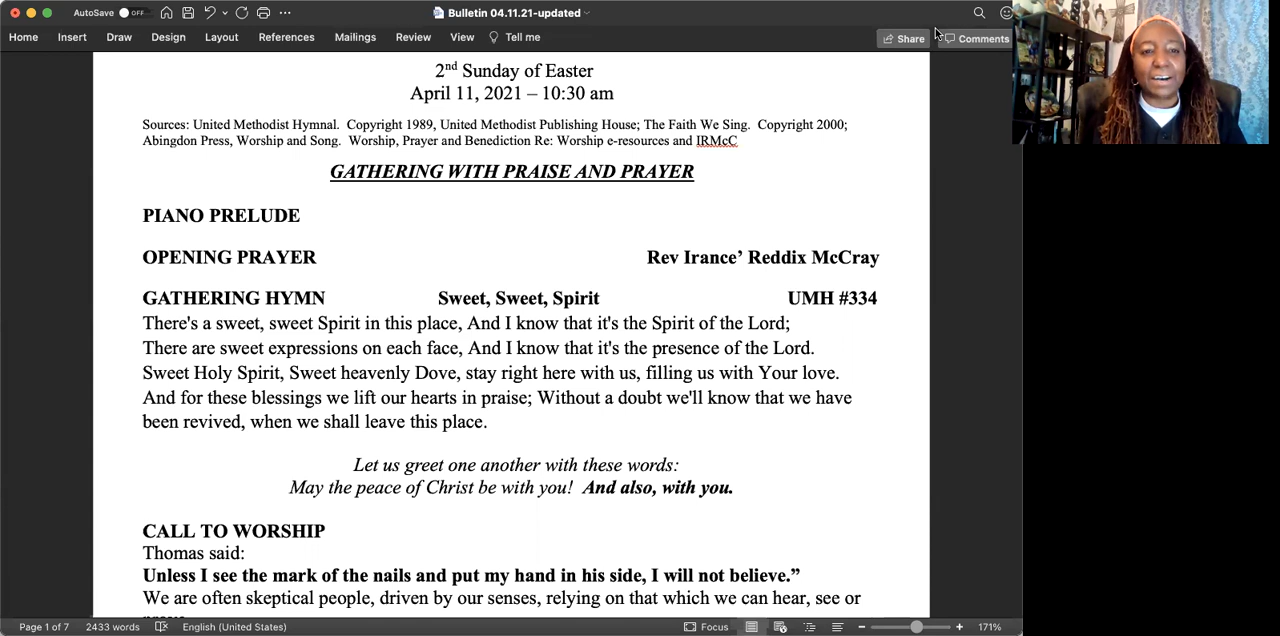 AutoSave OFF
Bulletin 04.11.21-updated
Home Insert Draw Design Layout References Mailings Review View Tell me
Share Comments
2nd Sunday of Easter
April 11, 2021 – 10:30 am
Sources: United Methodist Hymnal. Copyright 1989, United Methodist Publishing House; The Faith We Sing. Copyright 2000;
Abingdon Press, Worship and Song. Worship, Prayer and Benediction Re: Worship e-resources and IRMcC
GATHERING WITH PRAISE AND PRAYER
PIANO PRELUDE
OPENING PRAYER Rev Irance’ Reddix McCray
GATHERING HYMN Sweet, Sweet, Spirit UMH #334
There's a sweet, sweet Spirit in this place, And I know that it's the Spirit of the Lord;
There are sweet expressions on each face, And I know that it's the presence of the Lord.
Sweet Holy Spirit, Sweet heavenly Dove, stay right here with us, filling us with Your love.
And for these blessings we lift our hearts in praise; Without a doubt we'll know that we have
been revived, when we shall leave this place.
Let us greet one another with these words:
May the peace of Christ be with you! And also, with you.
CALL TO WORSHIP
Thomas said:
Unless I see the mark of the nails and put my hand in his side, I will not believe.”
We are often skeptical people, driven by our senses, relying on that which we can hear, see or
Page 1 of 7 2433 words English (United States) Focus 171%